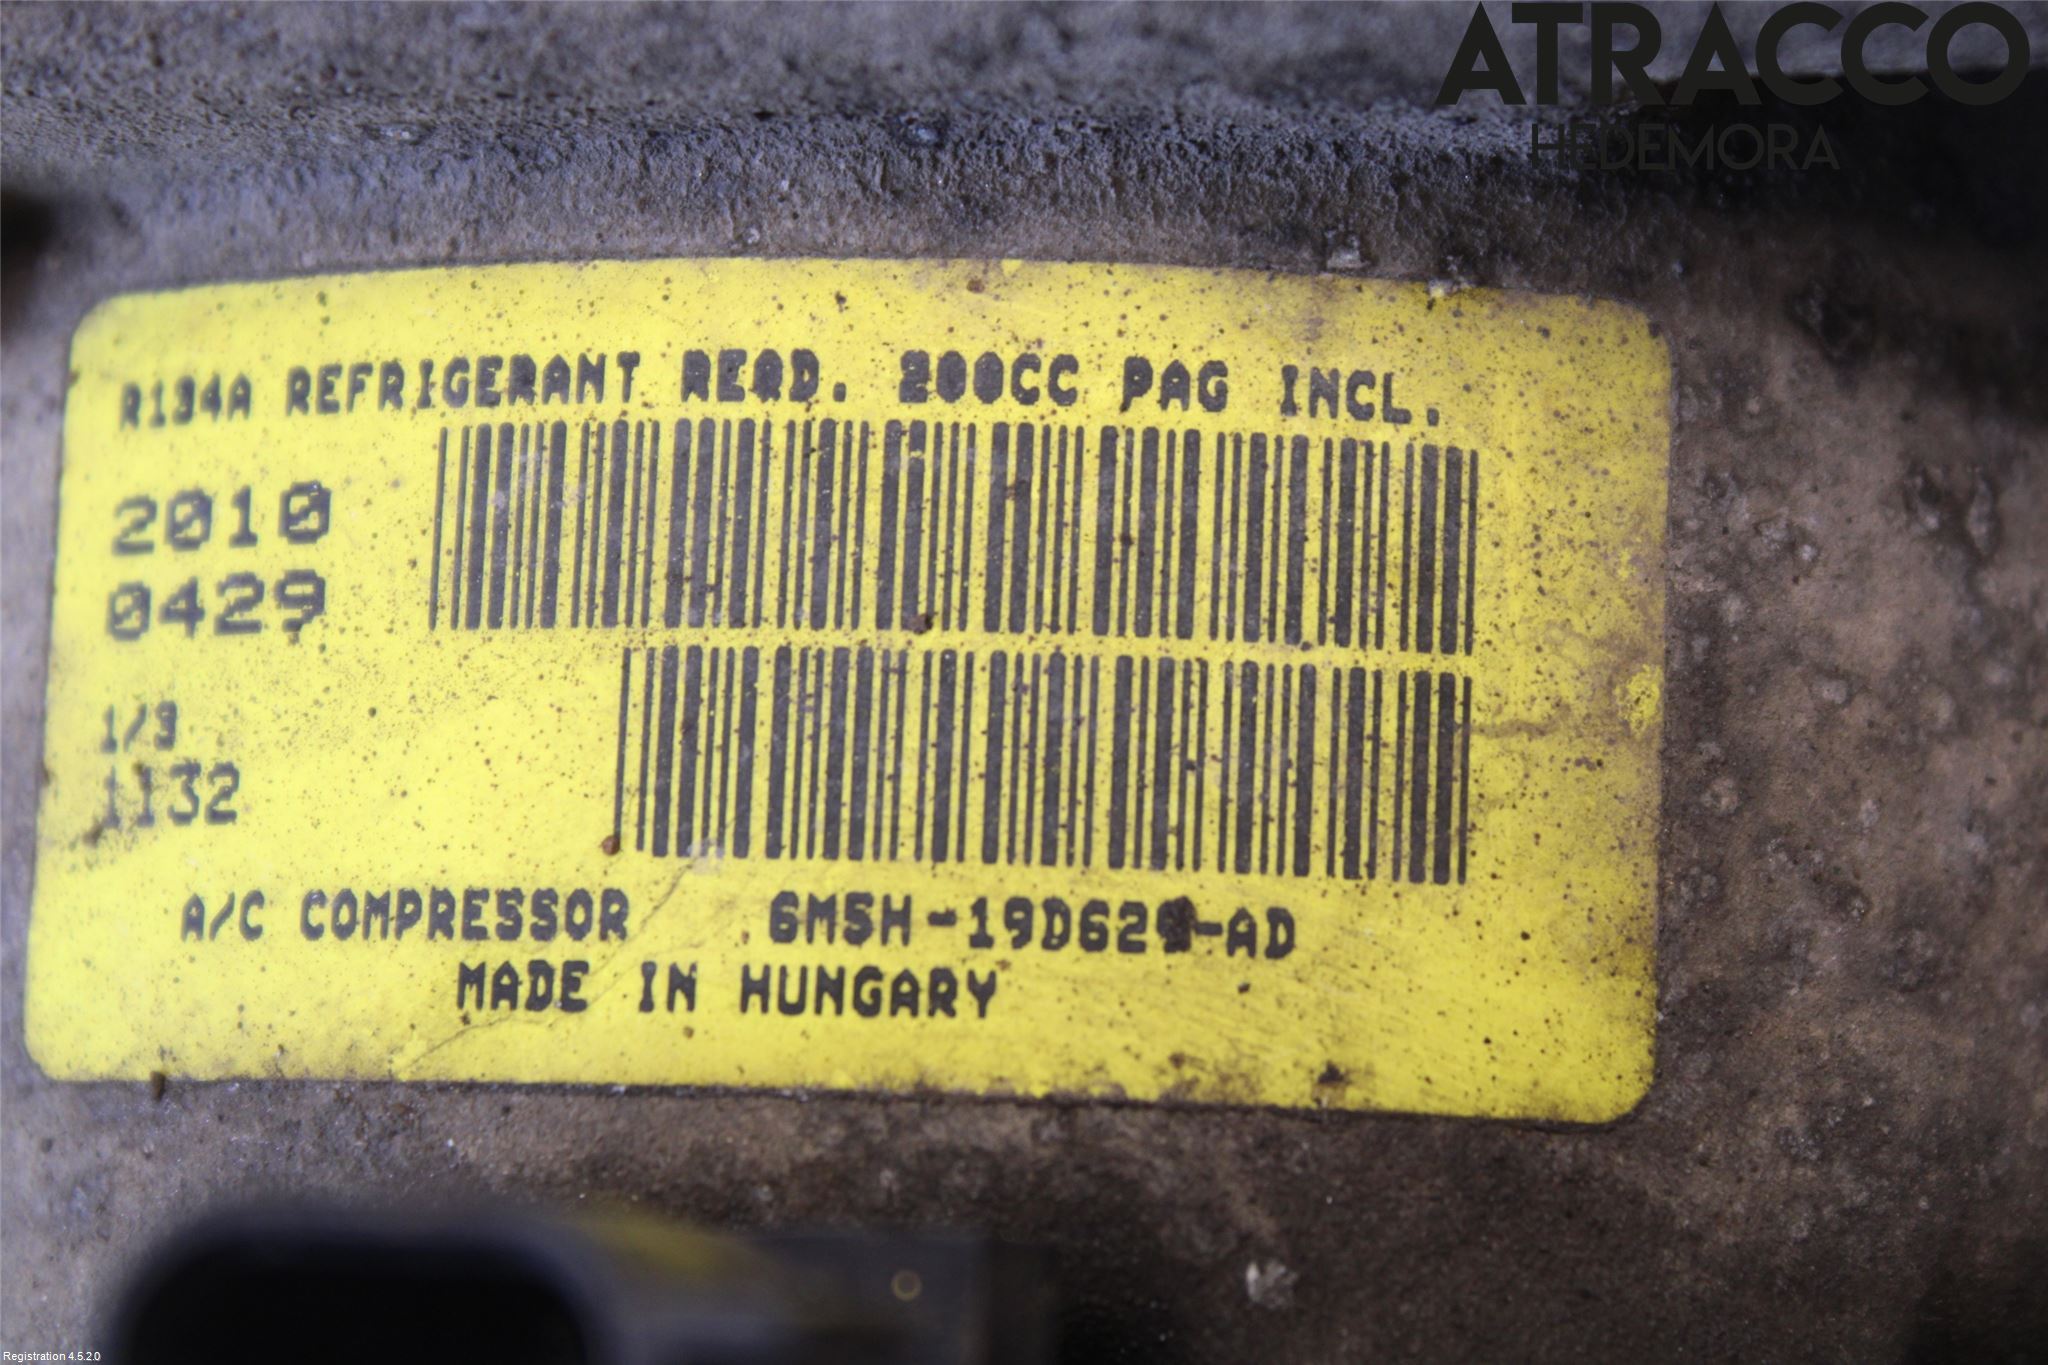 ATRACCO
HEDEMORA
R134A REFRIGERANT REQD. 200CC PAG INCL.
2010
0429
1/3
1132
A/C COMPRESSOR 6M5H-19D629-AD
MADE IN HUNGARY
Registration 4.5.2.0